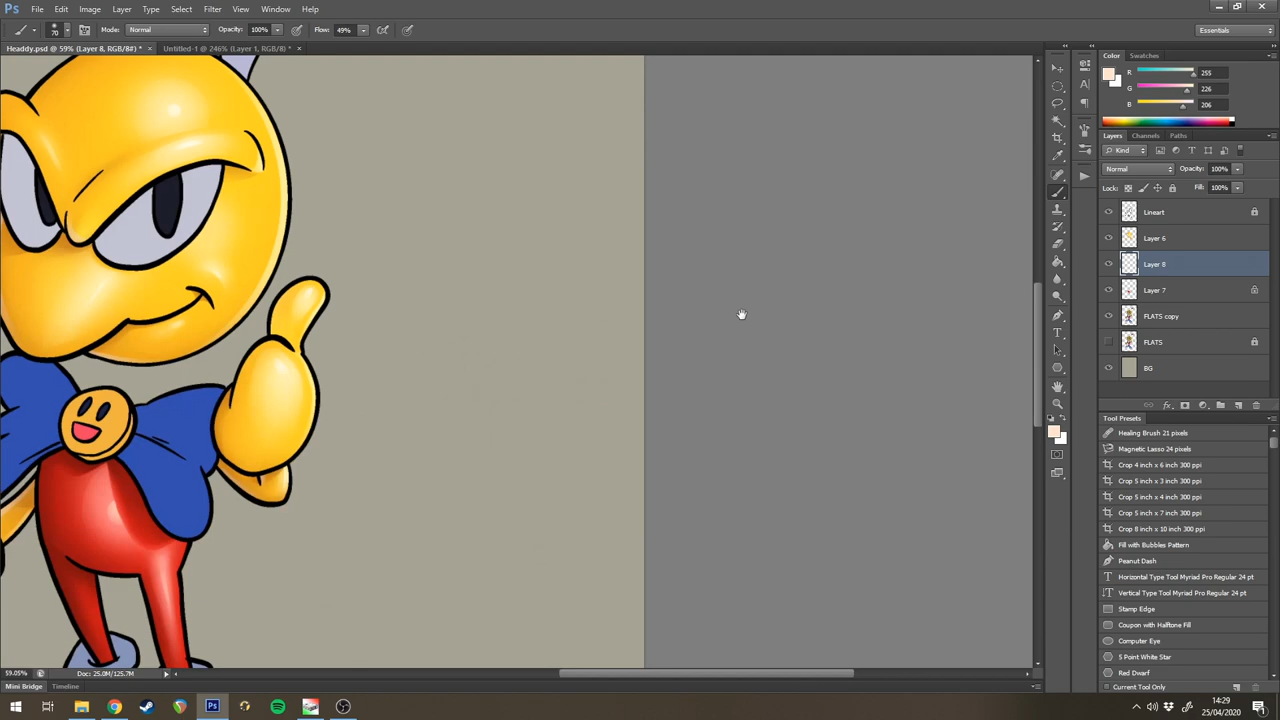 Ps File Edit Image Layer Type Select Filter View Window Help
70 Mode: Normal Opacity: 100% Flow: 49% Essentials
Headdy.psd @ 59% (Layer 8, RGB/8#) * × Untitled-1 @ 246% (Layer 1, RGB/8) * ×
Color Swatches
R 255
G 226
B 206
Layers Channels Paths
Kind
Normal Opacity: 100%
Lock: Fill: 100%
Lineart
Layer 6
Layer 8
Layer 7
FLATS copy
FLATS
BG
fx
Tool Presets
Healing Brush 21 pixels
Magnetic Lasso 24 pixels
Crop 4 inch x 6 inch 300 ppi
Crop 5 inch x 3 inch 300 ppi
Crop 5 inch x 4 inch 300 ppi
Crop 5 inch x 7 inch 300 ppi
Crop 8 inch x 10 inch 300 ppi
Fill with Bubbles Pattern
Peanut Dash
Horizontal Type Tool Myriad Pro Regular 24 pt
Vertical Type Tool Myriad Pro Regular 24 pt
Stamp Edge
Coupon with Halftone Fill
Computer Eye
5 Point White Star
Red Dwarf
Current Tool Only
59.05% Doc: 25.0M/125.7M
Mini Bridge Timeline
Ps
14:29
25/04/2020